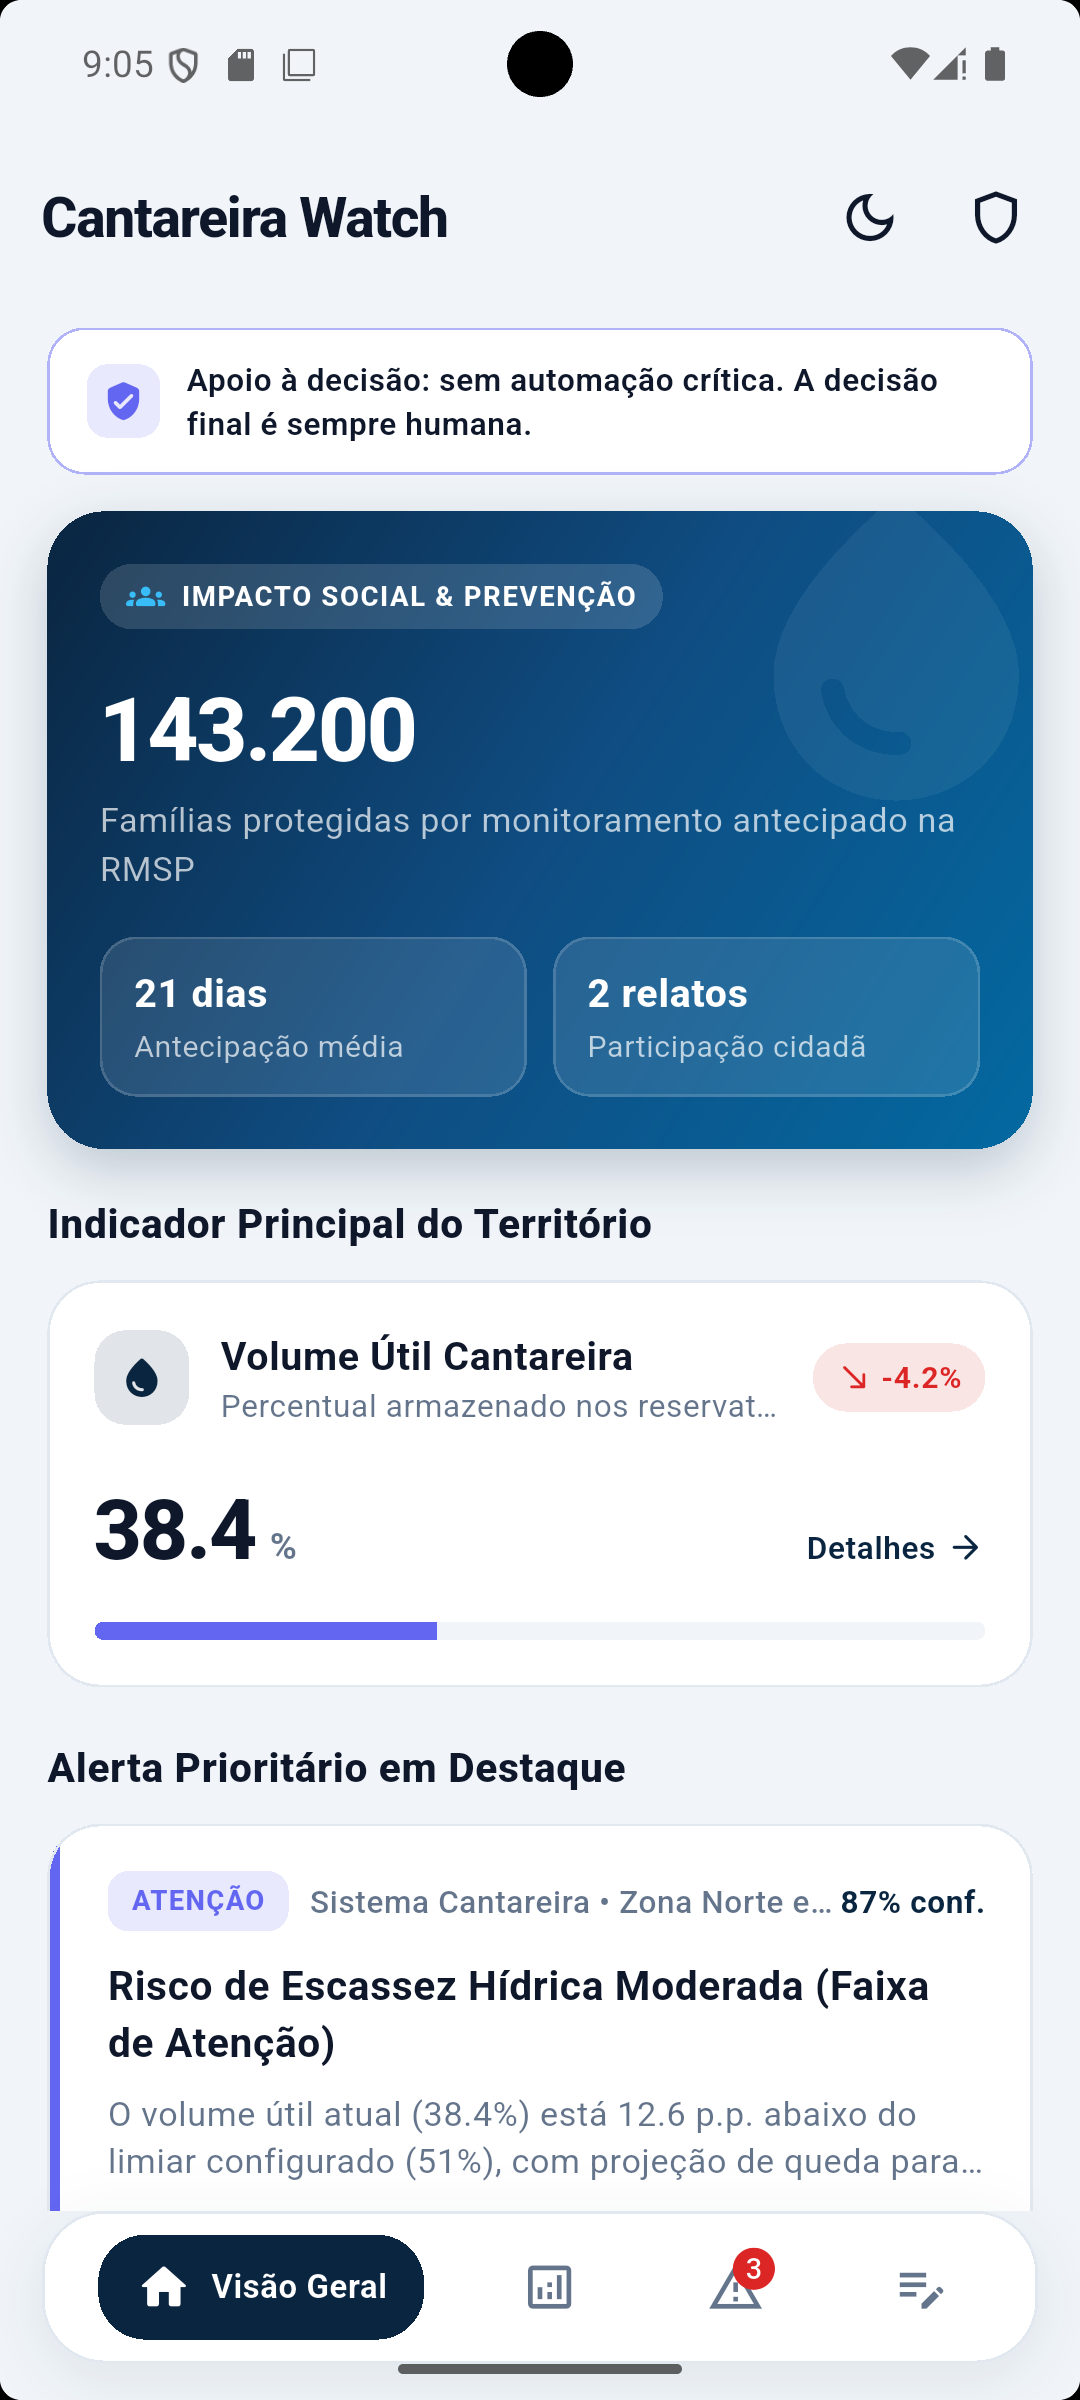 9:05
Cantareira Watch
Apoio à decisão: sem automação crítica. A decisão
final é sempre humana.
IMPACTO SOCIAL & PREVENÇÃO
143.200
Famílias protegidas por monitoramento antecipado na
RMSP
21 dias
Antecipação média
2 relatos
Participação cidadã
Indicador Principal do Território
Volume Útil Cantareira
Percentual armazenado nos reservat…
-4.2%
38.4 %
Detalhes
Alerta Prioritário em Destaque
ATENÇÃO
Sistema Cantareira • Zona Norte e… 87% conf.
Risco de Escassez Hídrica Moderada (Faixa
de Atenção)
O volume útil atual (38.4%) está 12.6 p.p. abaixo do
limiar configurado (51%), com projeção de queda para…
Visão Geral
3